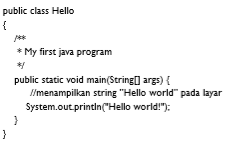 public class Hello
{
/**
* My first java program
*/
public static void main(String[] args) {
//menampilkan string "Hello world" pada layar
System.out.println("Hello world!");
}
}